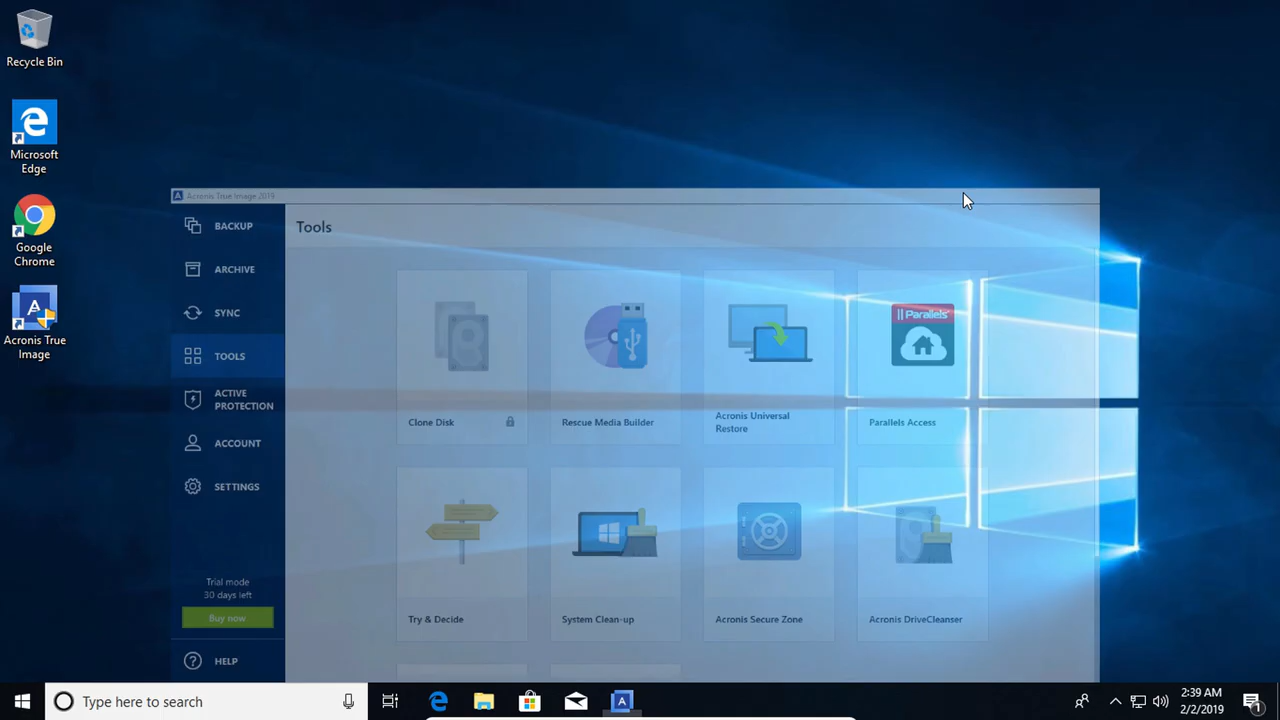 Recycle Bin
Microsoft
Edge
Google
Chrome
Acronis True
Image
Acronis True Image 2019
BACKUP
ARCHIVE
SYNC
TOOLS
ACTIVE
PROTECTION
ACCOUNT
SETTINGS
Trial mode
30 days left
Buy now
HELP
Tools
Clone Disk
Rescue Media Builder
Acronis Universal
Restore
Parallels
Parallels Access
Try & Decide
System Clean-up
Acronis Secure Zone
Acronis DriveCleanser
Type here to search
2:39 AM
2/2/2019
1